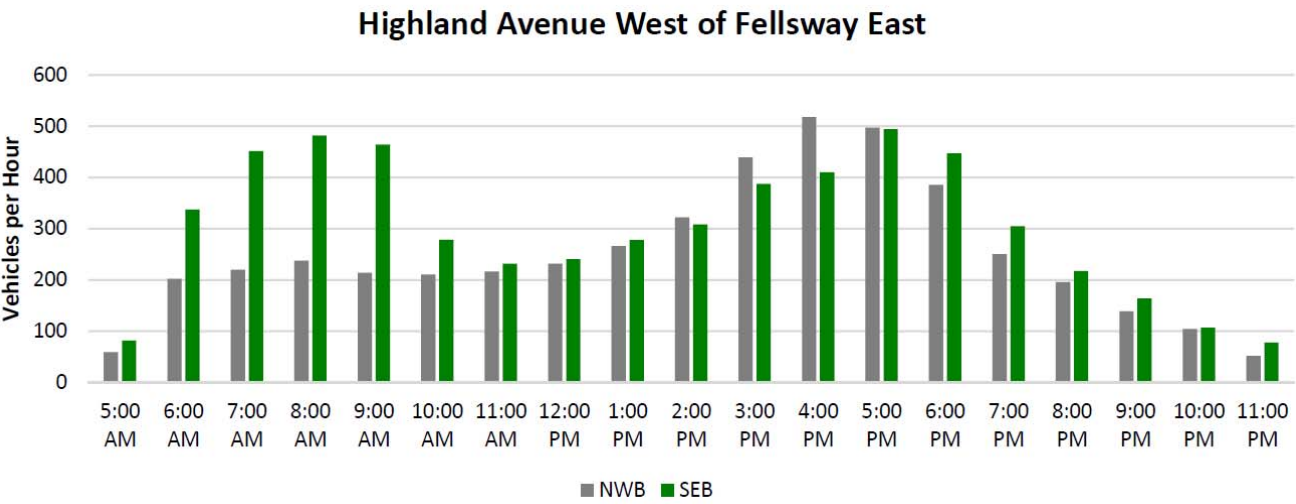 Highland Avenue West of Fellsway East
Vehicles per Hour
600
500
400
300
200
100
0
5:00 AM
6:00 AM
7:00 AM
8:00 AM
9:00 AM
10:00 AM
11:00 AM
12:00 PM
1:00 PM
2:00 PM
3:00 PM
4:00 PM
5:00 PM
6:00 PM
7:00 PM
8:00 PM
9:00 PM
10:00 PM
11:00 PM
NWB SEB